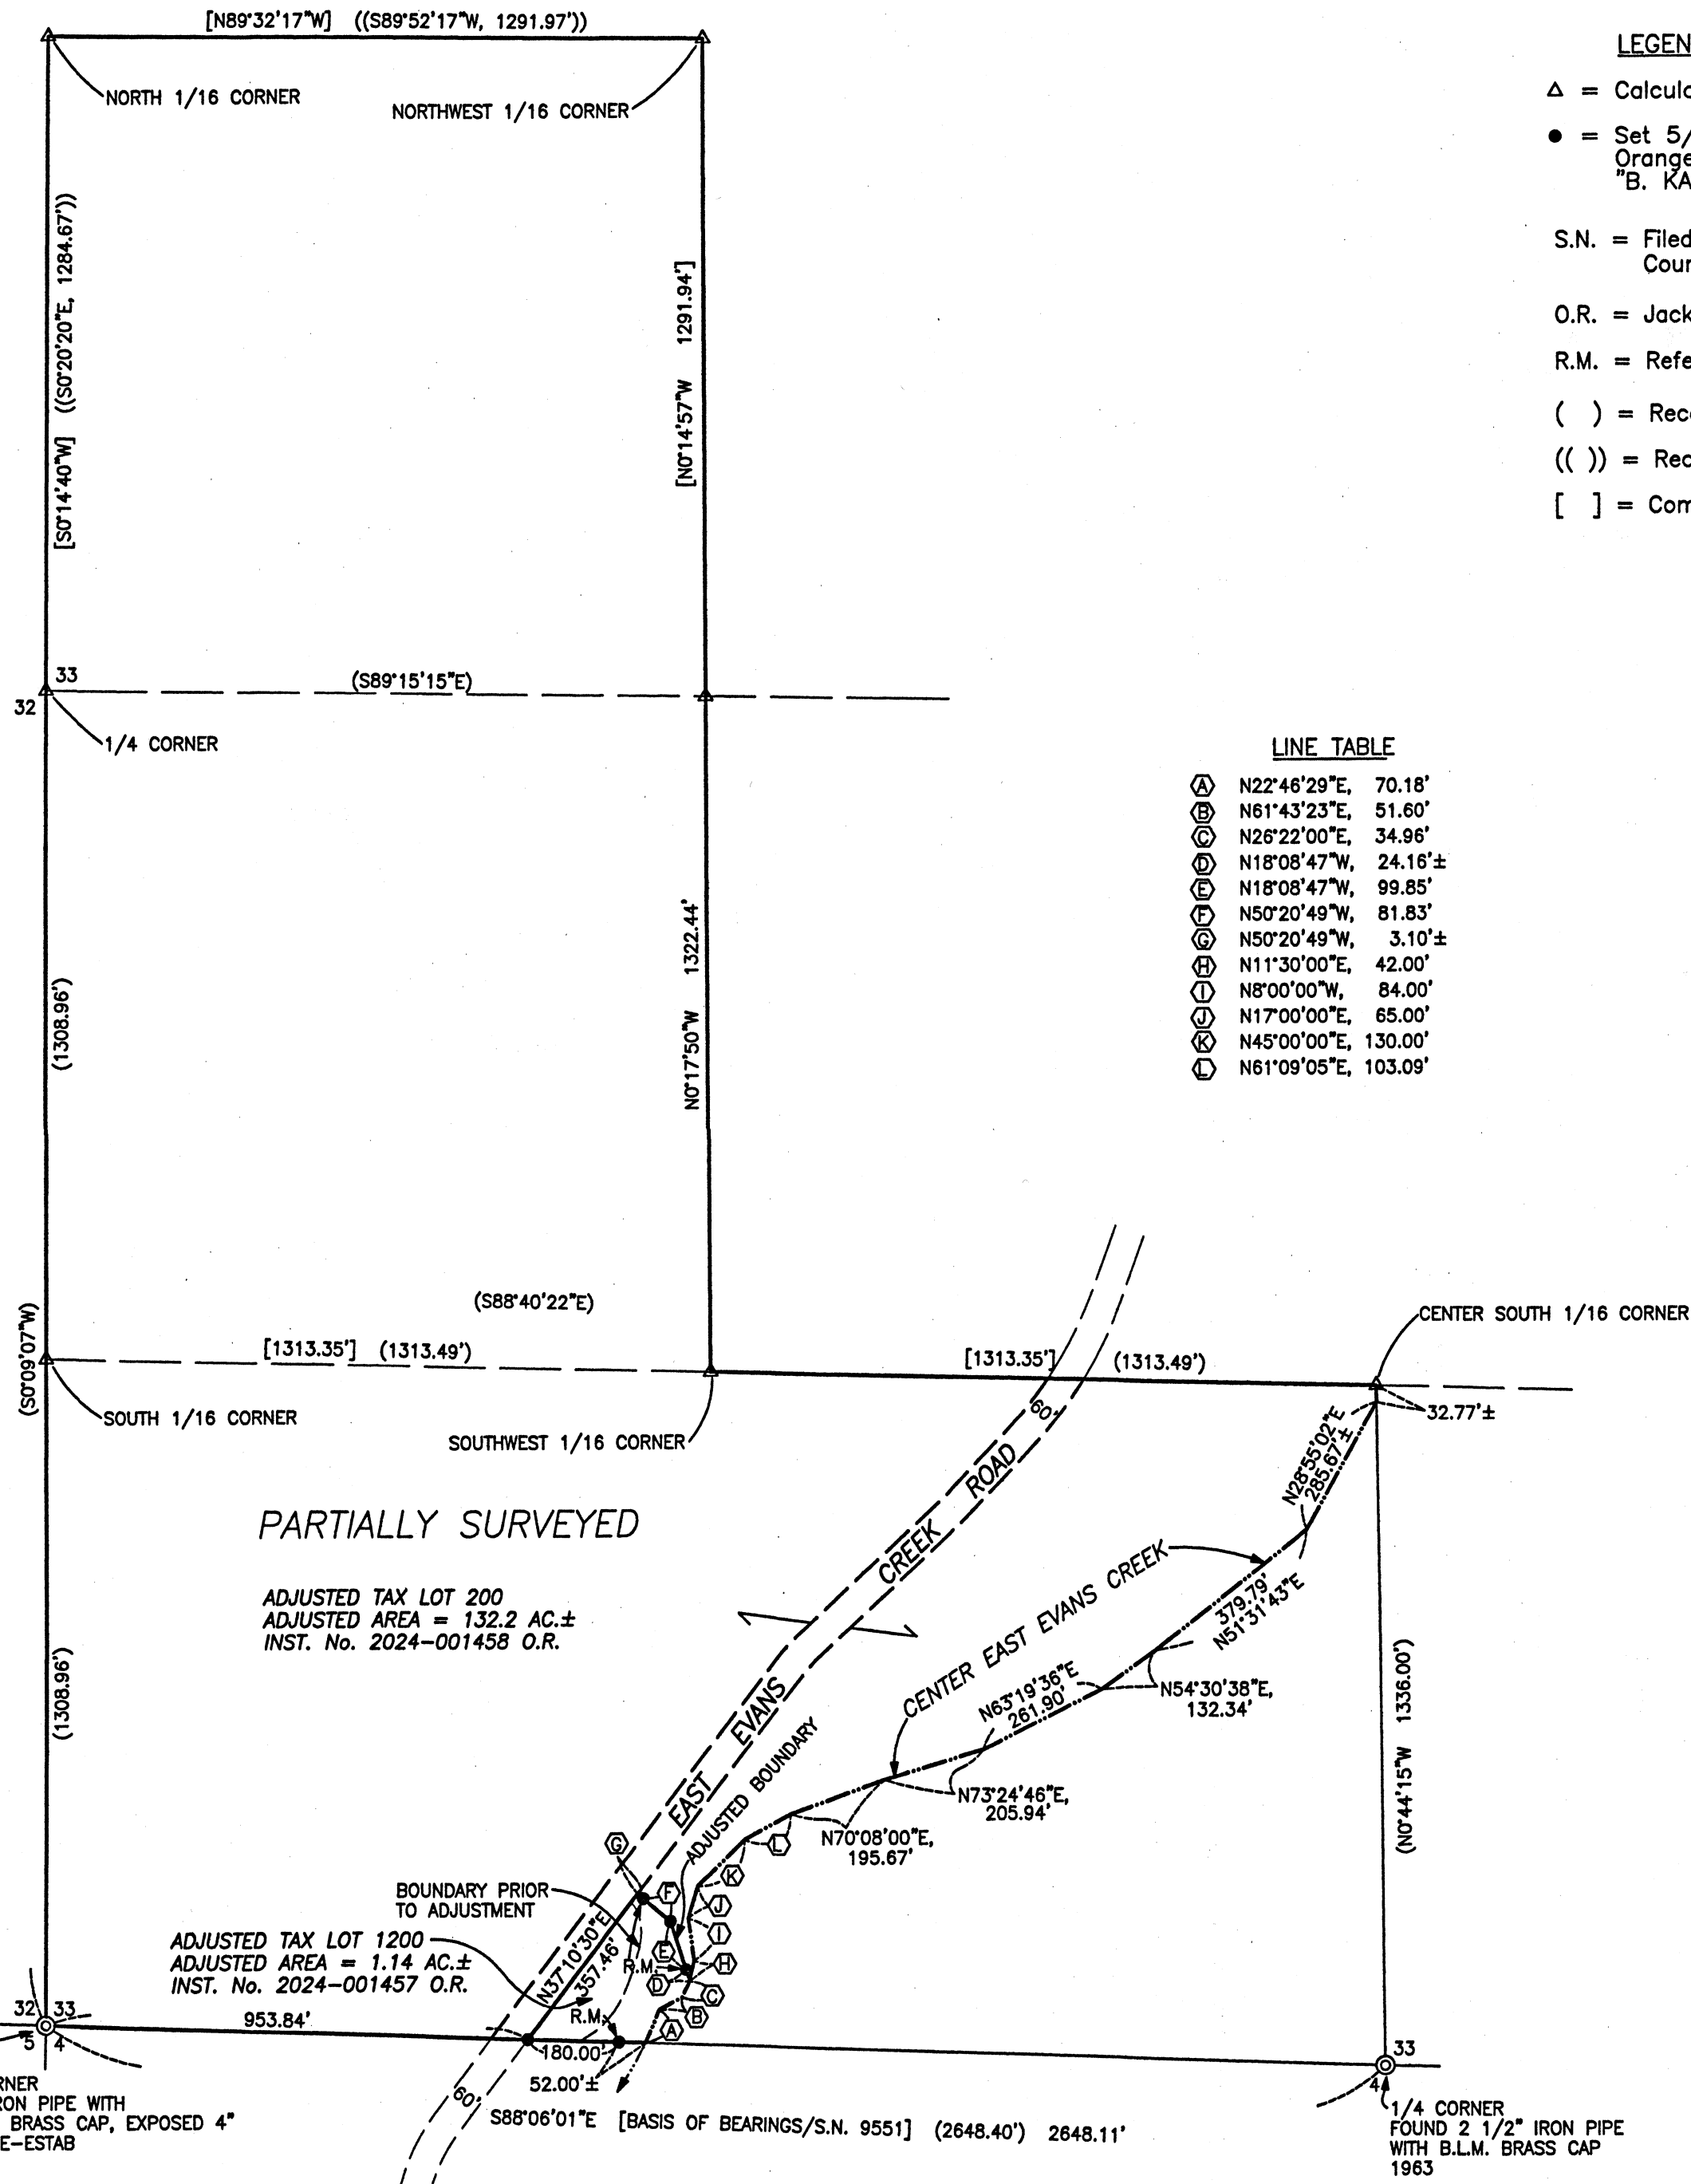 [N89°32'17"W] ((S89°52'17"W, 1291.97'))
NORTH 1/16 CORNER
NORTHWEST 1/16 CORNER
[S0°14'40"W] ((S0°20'20"E, 1284.67'))
[N0°14'57"W 1291.94']
LEGEN
△ = Calcula
● = Set 5/
Orange
"B. KA
S.N. = Filed
Coun
O.R. = Jack
R.M. = Refe
( ) = Reco
(( )) = Rec
[ ] = Com
33
32
(S89°15'15"E)
1/4 CORNER
LINE TABLE
A N22°46'29"E, 70.18'
B N61°43'23"E, 51.60'
C N26°22'00"E, 34.96'
D N18°08'47"W, 24.16'±
E N18°08'47"W, 99.85'
F N50°20'49"W, 81.83'
G N50°20'49"W, 3.10'±
H N11°30'00"E, 42.00'
I N8°00'00"W, 84.00'
J N17°00'00"E, 65.00'
K N45°00'00"E, 130.00'
L N61°09'05"E, 103.09'
(1308.96')
N0°17'50"W 1322.44'
(S88°40'22"E)
(S0°09'07"W)
[1313.35'] (1313.49')
[1313.35'] (1313.49')
CENTER SOUTH 1/16 CORNER
SOUTH 1/16 CORNER
SOUTHWEST 1/16 CORNER
60'
32.77'±
N28°55'02"E
285.67'±
PARTIALLY SURVEYED
ADJUSTED TAX LOT 200
ADJUSTED AREA = 132.2 AC.±
INST. No. 2024-001458 O.R.
EAST EVANS CREEK ROAD
CENTER EAST EVANS CREEK
379.79'
N51°31'43"E
N54°30'38"E,
132.34'
N63°19'36"E
261.90'
N73°24'46"E,
205.94'
N70°08'00"E,
195.67'
(1308.96')
(N0°44'15"W 1336.00')
ADJUSTED BOUNDARY
G
L
K
F
J
I
E
H
D
C
B
A
BOUNDARY PRIOR
TO ADJUSTMENT
ADJUSTED TAX LOT 1200
ADJUSTED AREA = 1.14 AC.±
INST. No. 2024-001457 O.R.
N37°10'30"E
357.46'
R.M.
R.M.
32 33
5 4
953.84'
180.00'
52.00'±
60'
S88°06'01"E [BASIS OF BEARINGS/S.N. 9551] (2648.40') 2648.11'
33
4
RNER
RON PIPE WITH
BRASS CAP, EXPOSED 4"
E-ESTAB
1/4 CORNER
FOUND 2 1/2" IRON PIPE
WITH B.L.M. BRASS CAP
1963